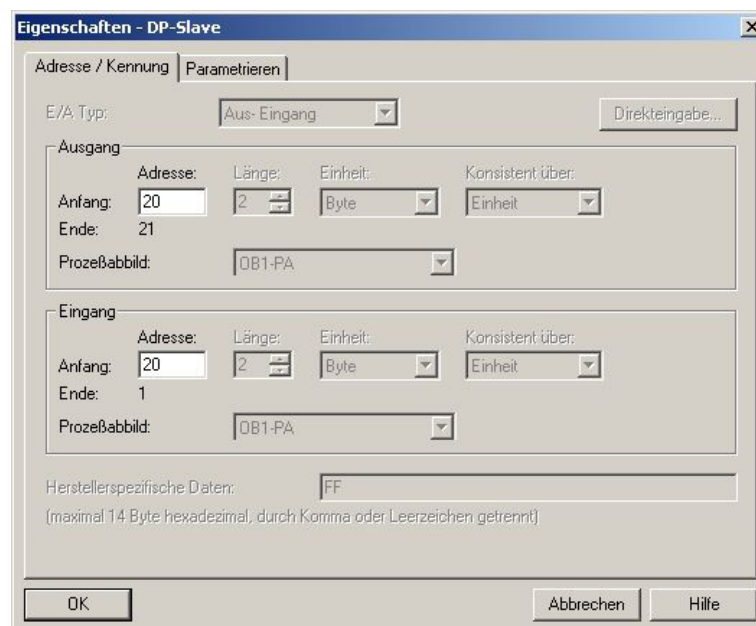 Eigenschaften - DP-Slave
Adresse / Kennung Parametrieren
E/A Typ: Aus- Eingang Direkteingabe...
Ausgang
Adresse: Länge: Einheit: Konsistent über:
Anfang: 20 2 Byte Einheit
Ende: 21
Prozeßabbild: OB1-PA
Eingang
Adresse: Länge: Einheit: Konsistent über:
Anfang: 20 2 Byte Einheit
Ende: 1
Prozeßabbild: OB1-PA
Herstellerspezifische Daten: FF
(maximal 14 Byte hexadezimal, durch Komma oder Leerzeichen getrennt)
OK Abbrechen Hilfe